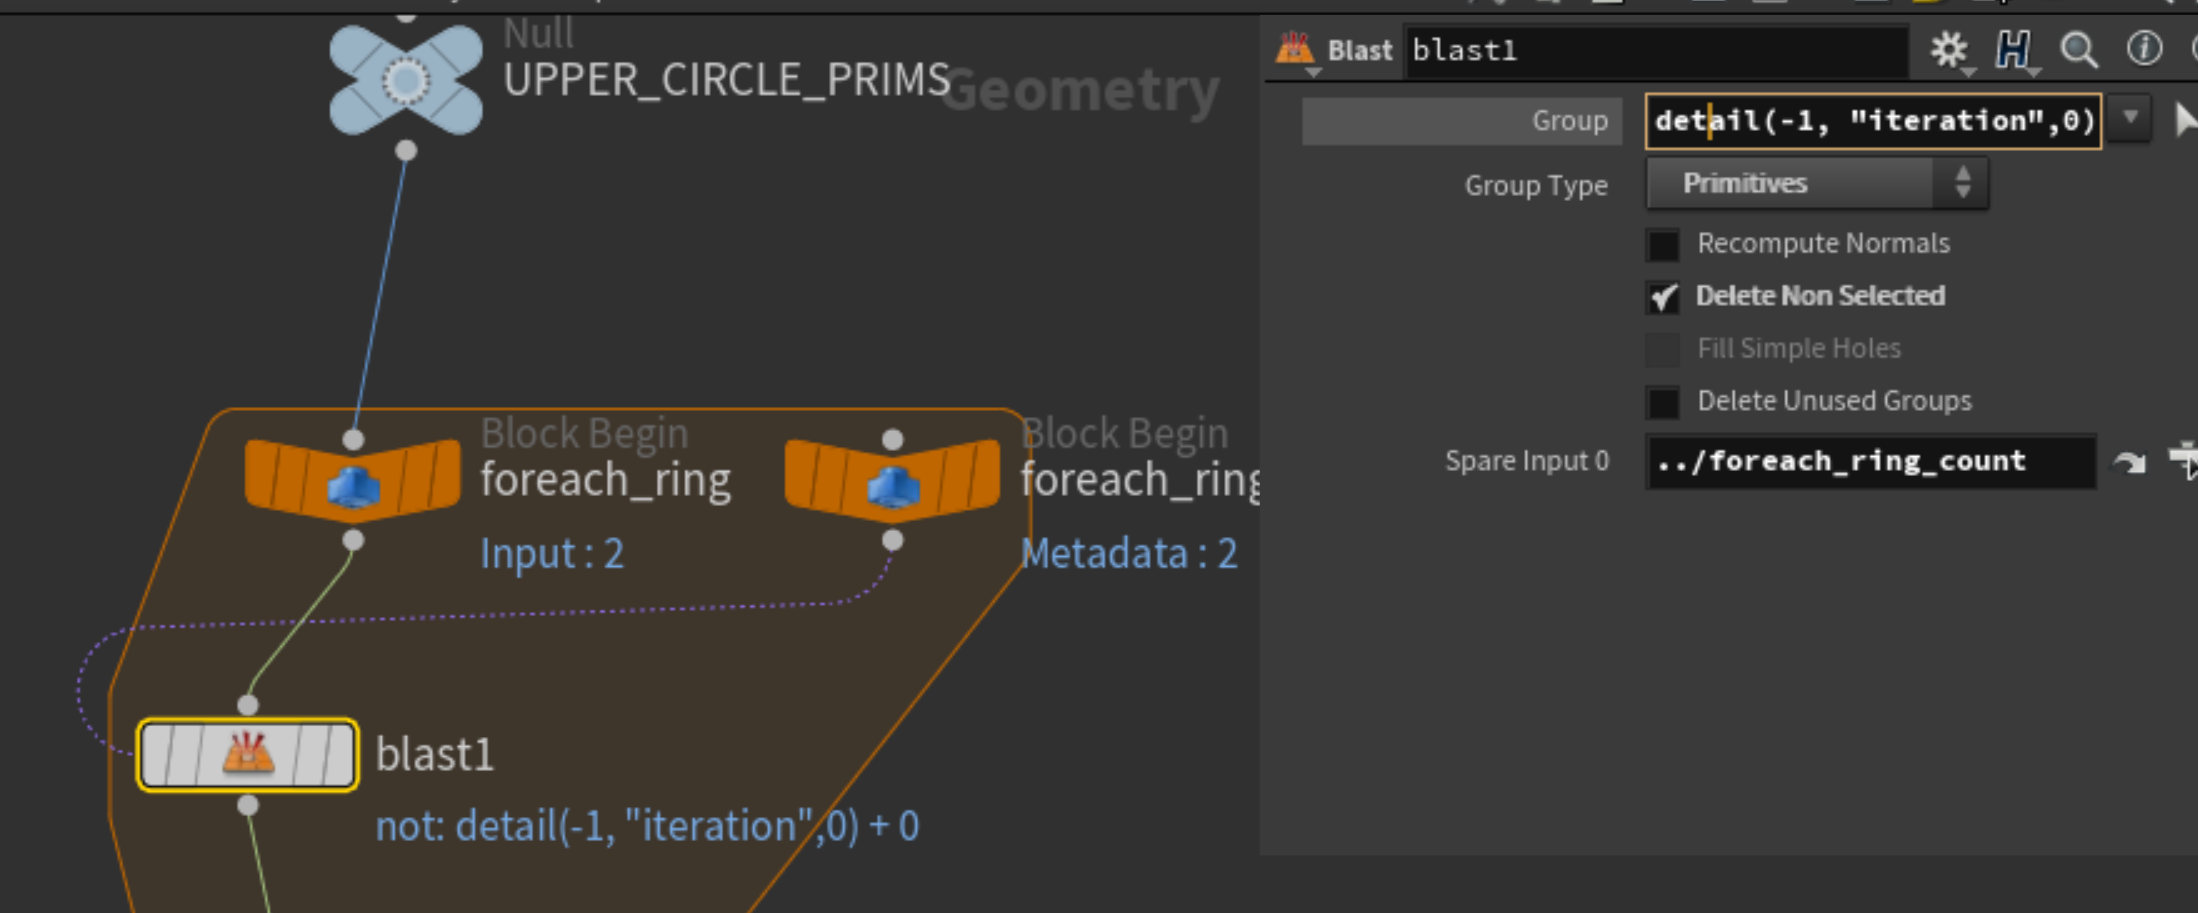 Null
UPPER_CIRCLE_PRIMS
Geometry
Block Begin
foreach_ring
Input : 2
Block Begin
foreach_ring
Metadata : 2
blast1
not: detail(-1, "iteration",0) + 0
Blast blast1
Group detail(-1, "iteration",0)
Group Type Primitives
Recompute Normals
Delete Non Selected
Fill Simple Holes
Delete Unused Groups
Spare Input 0 ../foreach_ring_count